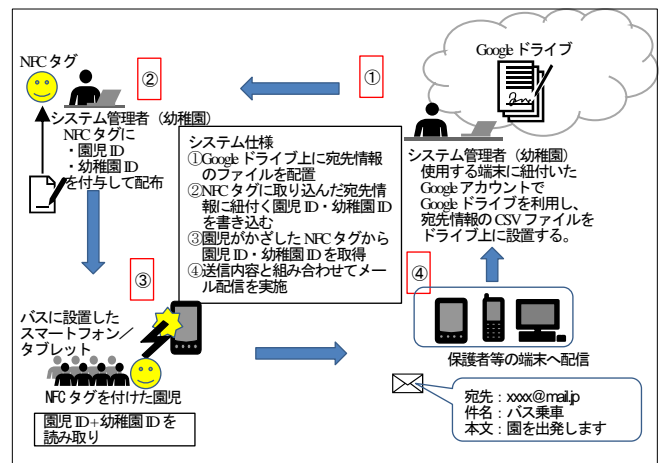 NFCタグ
②
システム管理者（幼稚園）
NFCタグに
・園児ID
・幼稚園ID
を付与して配布
①
Googleドライブ
システム管理者（幼稚園）
使用する端末に紐付いた
Googleアカウントで
Googleドライブを利用し、
宛先情報のCSVファイルを
ドライブ上に設置する。
システム仕様
①Googleドライブ上に宛先情報
のファイルを配置
②NFCタグに取り込んだ宛先情
報に紐付く園児ID・幼稚園ID
を書き込む
③園児がかざしたNFCタグから
園児ID・幼稚園IDを取得
④送信内容と組み合わせてメー
ル配信を実施
③
バスに設置した
スマートフォン／
タブレット
NFCタグを付けた園児
園児ID+幼稚園IDを
読み取り
④
保護者等の端末へ配信
宛先：xxxx@mail.jp
件名：バス乗車
本文：園を出発します